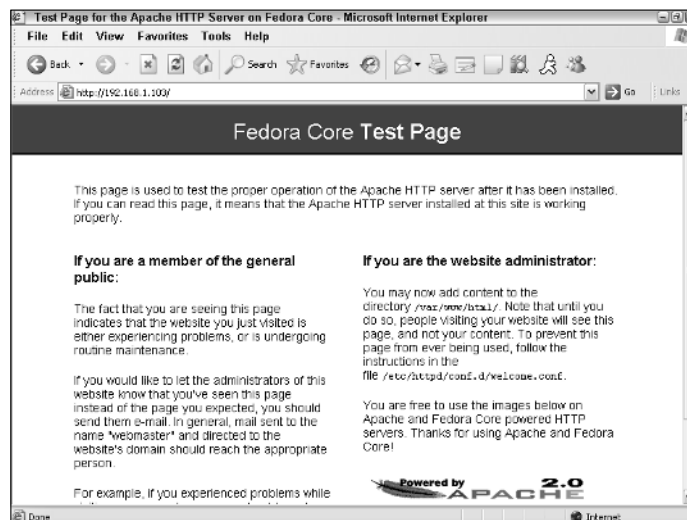 Test Page for the Apache HTTP Server on Fedora Core - Microsoft Internet Explorer
File Edit View Favorites Tools Help
Back Search Favorites
Address http://192.168.1.103/ Go Links
Fedora Core Test Page
This page is used to test the proper operation of the Apache HTTP server after it has been installed.
If you can read this page, it means that the Apache HTTP server installed at this site is working
properly.
If you are a member of the general
public:
The fact that you are seeing this page
indicates that the website you just visited is
either experiencing problems, or is undergoing
routine maintenance.
If you would like to let the administrators of this
website know that you've seen this page
instead of the page you expected, you should
send them e-mail. In general, mail sent to the
name "webmaster" and directed to the
website's domain should reach the appropriate
person.
For example, if you experienced problems while
If you are the website administrator:
You may now add content to the
directory /var/www/html/. Note that until you
do so, people visiting your website will see this
page, and not your content. To prevent this
page from ever being used, follow the
instructions in the
file /etc/httpd/conf.d/welcome.conf.
You are free to use the images below on
Apache and Fedora Core powered HTTP
servers. Thanks for using Apache and Fedora
Core!
Powered by
APACHE 2.0
Done Internet